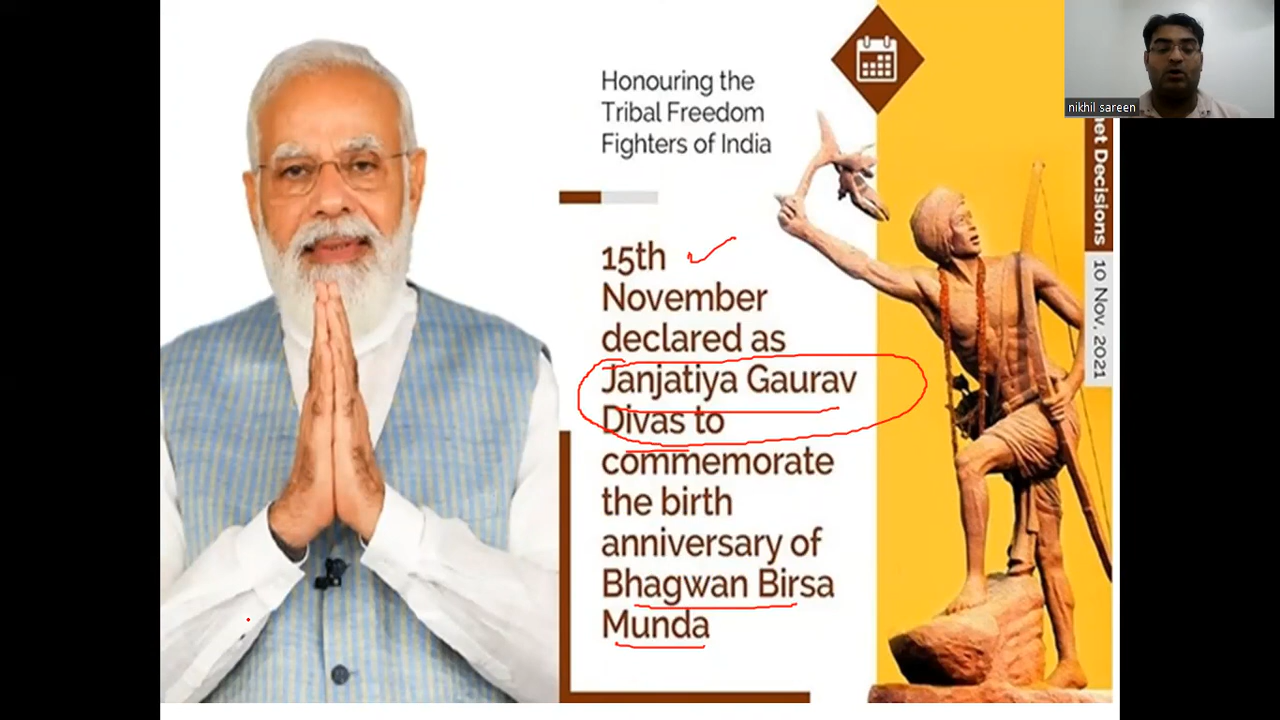 Honouring the
Tribal Freedom
Fighters of India
15th
November
declared as
Janjatiya Gaurav
Divas to
commemorate
the birth
anniversary of
Bhagwan Birsa
Munda
Decisions
10 Nov, 2021
nikhil sareen